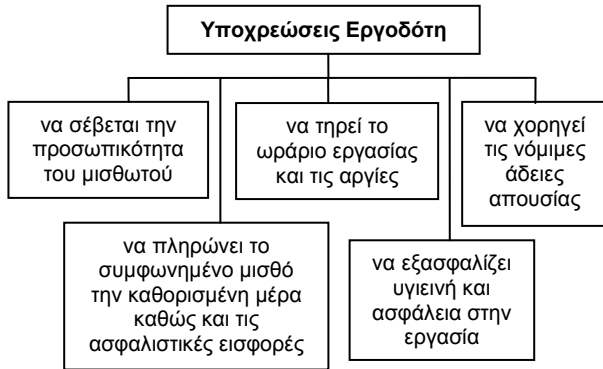 Υποχρεώσεις Εργοδότη
να σέβεται την
προσωπικότητα
του μισθωτού
να τηρεί το
ωράριο εργασίας
και τις αργίες
να χορηγεί
τις νόμιμες
άδειες
απουσίας
να πληρώνει το
συμφωνημένο μισθό
την καθορισμένη μέρα
καθώς και τις
ασφαλιστικές εισφορές
να εξασφαλίζει
υγιεινή και
ασφάλεια στην
εργασία